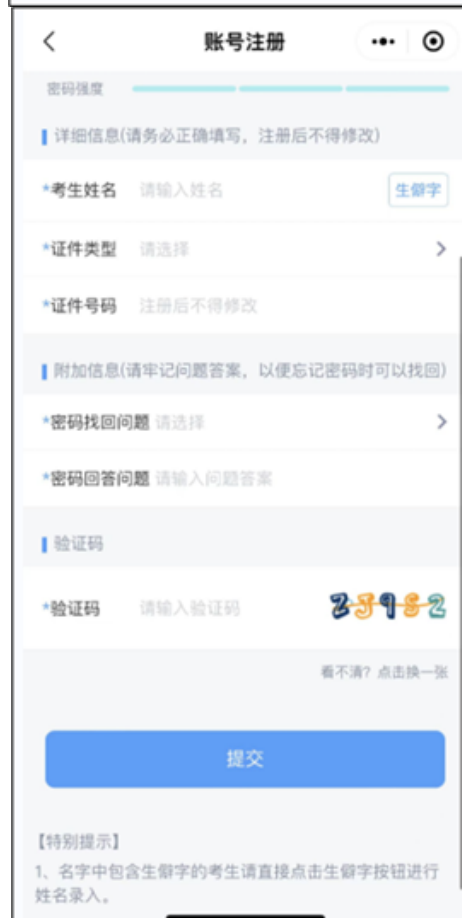 账号注册
密码强度
详细信息(请务必正确填写，注册后不得修改)
*考生姓名 请输入姓名 生僻字
*证件类型 请选择
*证件号码 注册后不得修改
附加信息(请牢记问题答案，以便忘记密码时可以找回)
*密码找回问题 请选择
*密码回答问题 请输入问题答案
验证码
*验证码 请输入验证码 ZJ9S2
看不清？点击换一张
提交
【特别提示】
1、名字中包含生僻字的考生请直接点击生僻字按钮进行
姓名录入。